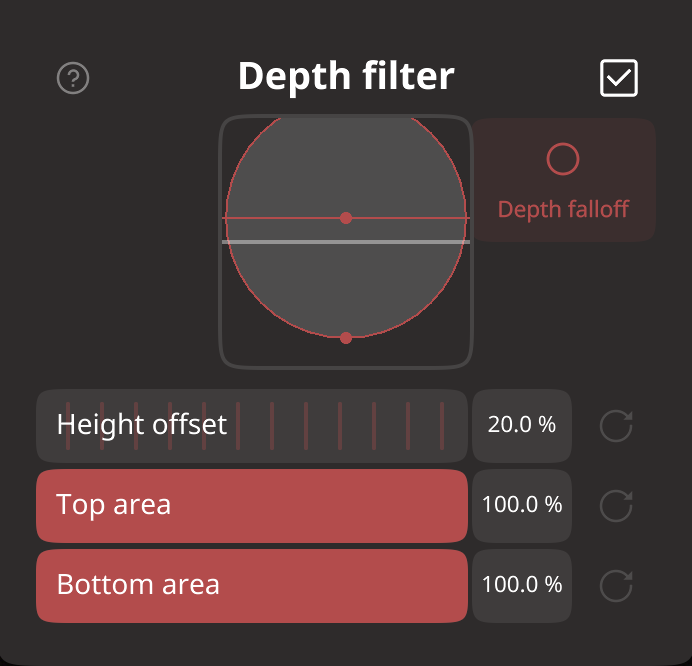 Depth filter
Depth falloff
Height offset 20.0 %
Top area 100.0 %
Bottom area 100.0 %